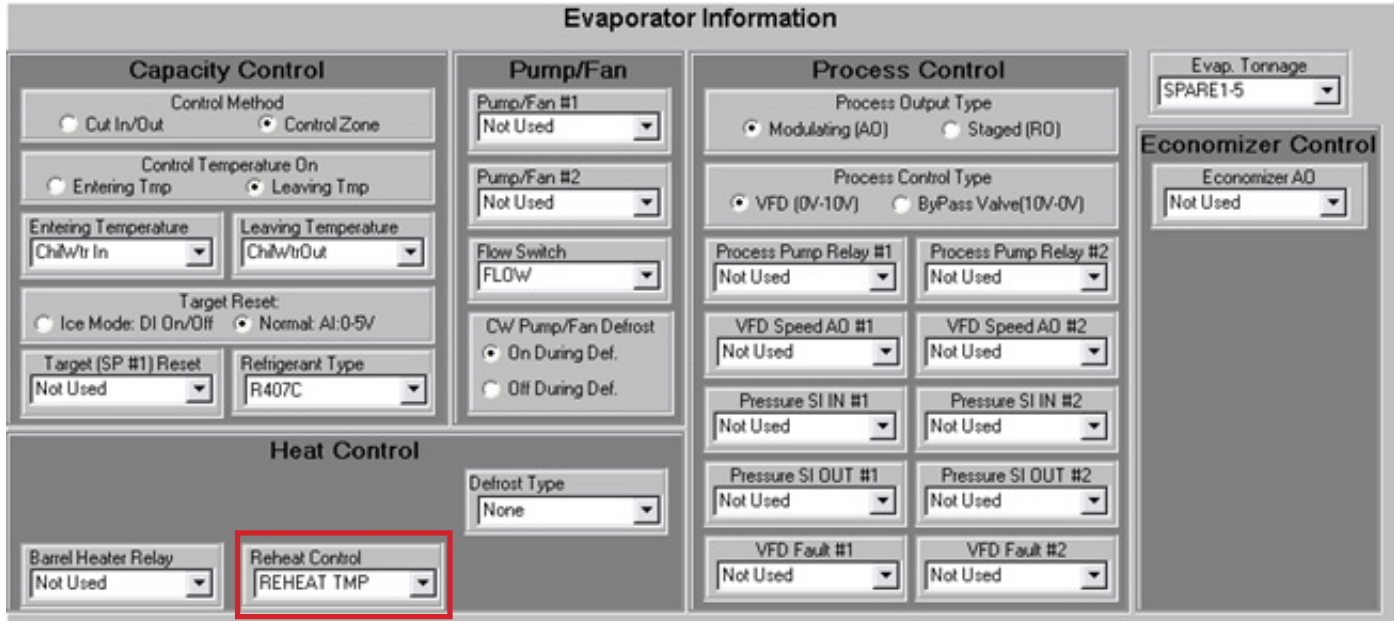 Evaporator Information
Capacity Control
Control Method
Cut In/Out Control Zone
Control Temperature On
Entering Tmp Leaving Tmp
Entering Temperature Leaving Temperature
ChilWtr In ChilWtrOut
Target Reset:
Ice Mode: DI On/Off Normal: AI:0-5V
Target (SP #1) Reset Refrigerant Type
Not Used R407C
Pump/Fan
Pump/Fan #1
Not Used
Pump/Fan #2
Not Used
Flow Switch
FLOW
CW Pump/Fan Defrost
On During Def.
Off During Def.
Heat Control
Defrost Type
None
Barrel Heater Relay Reheat Control
Not Used REHEAT TMP
Process Control
Process Output Type
Modulating (AO) Staged (RO)
Process Control Type
VFD (0V-10V) ByPass Valve(10V-0V)
Process Pump Relay #1 Process Pump Relay #2
Not Used Not Used
VFD Speed AO #1 VFD Speed AO #2
Not Used Not Used
Pressure SI IN #1 Pressure SI IN #2
Not Used Not Used
Pressure SI OUT #1 Pressure SI OUT #2
Not Used Not Used
VFD Fault #1 VFD Fault #2
Not Used Not Used
Evap. Tonnage
SPARE1-5
Economizer Control
Economizer AO
Not Used